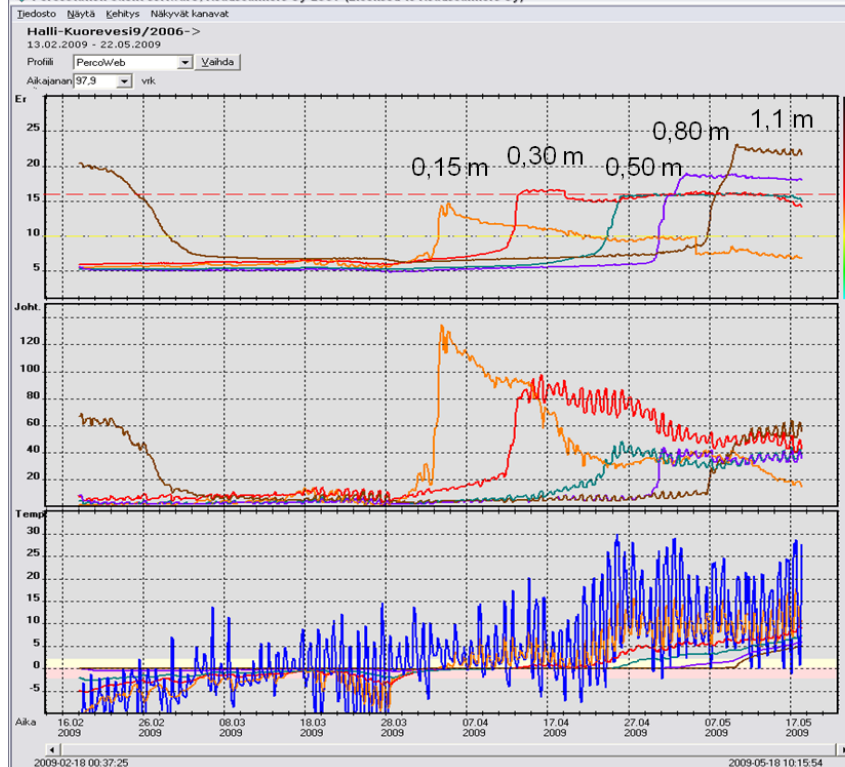 Tiedosto Näytä Kehitys Näkyvät kanavat
Halli-Kuorevesi9/2006->
13.02.2009 - 22.05.2009
Profiili PercoWeb Vaihda
Aikajanan 97,9 vrk
Er
25
20
15
10
5
0,15 m
0,30 m
0,50 m
0,80 m
1,1 m
Joht.
120
100
80
60
40
20
Temp
30
25
20
15
10
5
0
-5
Aika
16.02 26.02 08.03 18.03 28.03 07.04 17.04 27.04 07.05 17.05
2009 2009 2009 2009 2009 2009 2009 2009 2009 2009
2009-02-18 00:37:25 2009-05-18 10:15:54